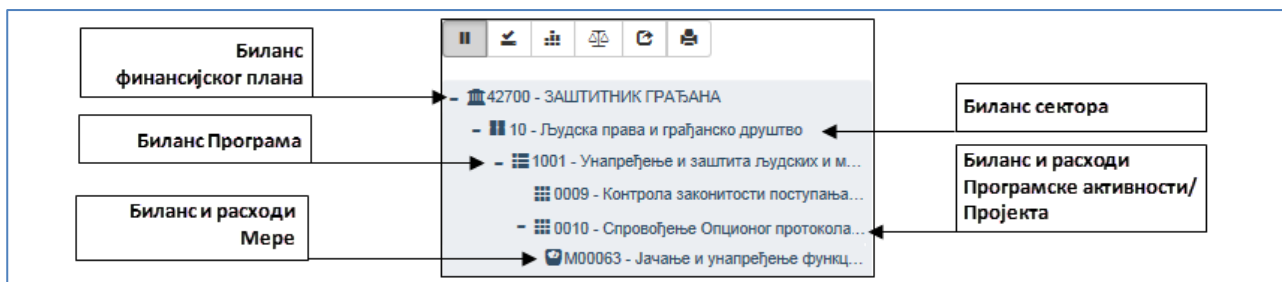 Биланс
финансијског плана
Биланс Програма
Биланс и расходи
Мере
42700 - ЗАШТИТНИК ГРАЂАНА
10 - Људска права и грађанско друштво
1001 - Унапређење и заштита људских и м...
0009 - Контрола законитости поступања...
0010 - Спровођење Опционог протокола...
М00063 - Јачање и унапређење функц...
Биланс сектора
Биланс и расходи
Програмске активности/
Пројекта